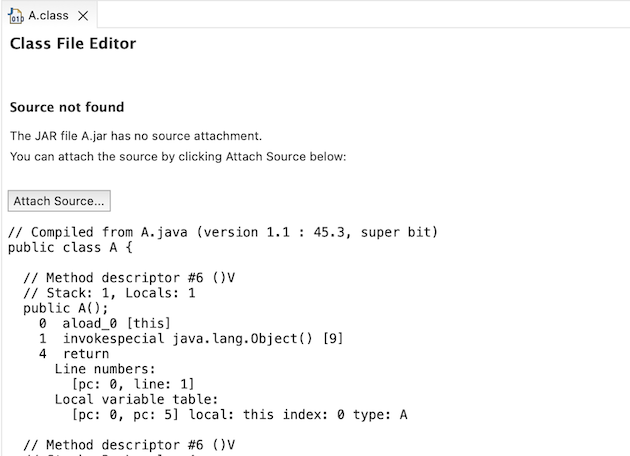 A.class
Class File Editor
Source not found
The JAR file A.jar has no source attachment.
You can attach the source by clicking Attach Source below:
Attach Source...
// Compiled from A.java (version 1.1 : 45.3, super bit)
public class A {
// Method descriptor #6 ()V
// Stack: 1, Locals: 1
public A();
0 aload_0 [this]
1 invokespecial java.lang.Object() [9]
4 return
Line numbers:
[pc: 0, line: 1]
Local variable table:
[pc: 0, pc: 5] local: this index: 0 type: A
// Method descriptor #6 ()V